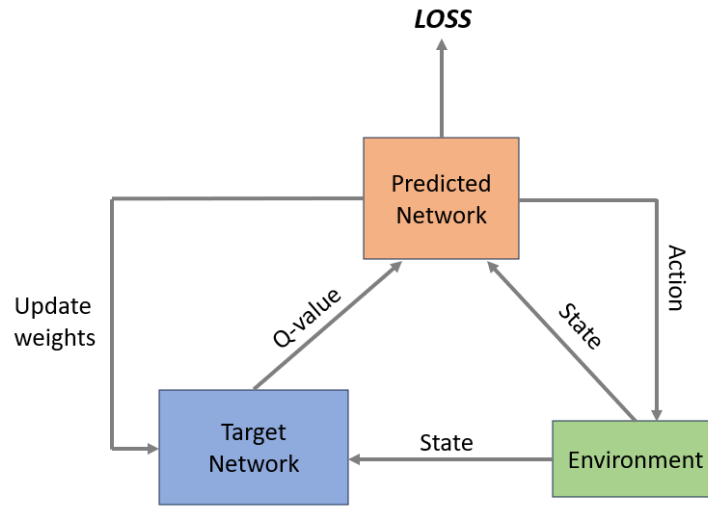 LOSS
Predicted
Network
Action
Update
weights
Q-value
State
Target
Network
State
Environment